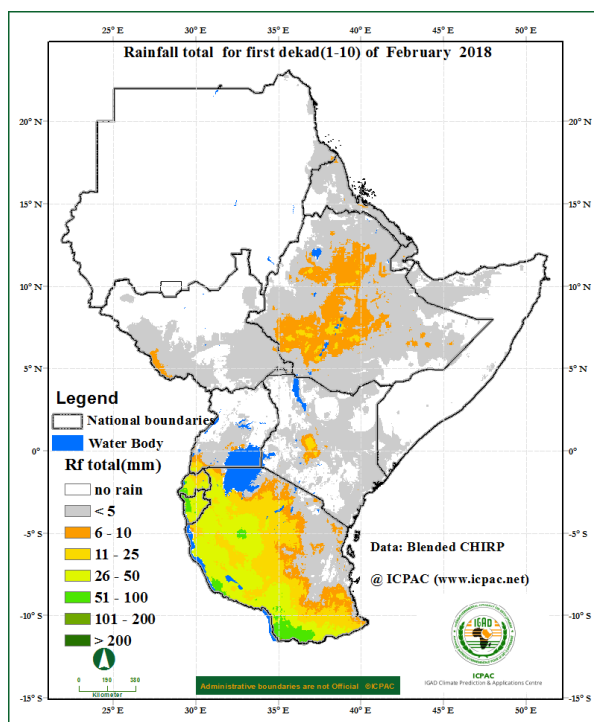 Rainfall total for first dekad(1-10) of February 2018
25°E 30°E 35°E 40°E 45°E 50°E
20°N 20°N
15°N 15°N
10°N 10°N
5°N 5°N
0° 0°
-5°S -5°S
-10°S -10°S
-15°S -15°S
Legend
National boundaries
Water Body
Rf total(mm)
no rain
< 5
6 - 10
11 - 25
26 - 50
51 - 100
101 - 200
> 200
0 190 380
Kilometer
Data: Blended CHIRP
@ ICPAC (www.icpac.net)
IGAD
ICPAC
IGAD Climate Prediction & Applications Centre
Administrative boundaries are not Official ©ICPAC
25°E 30°E 35°E 40°E 45°E 50°E